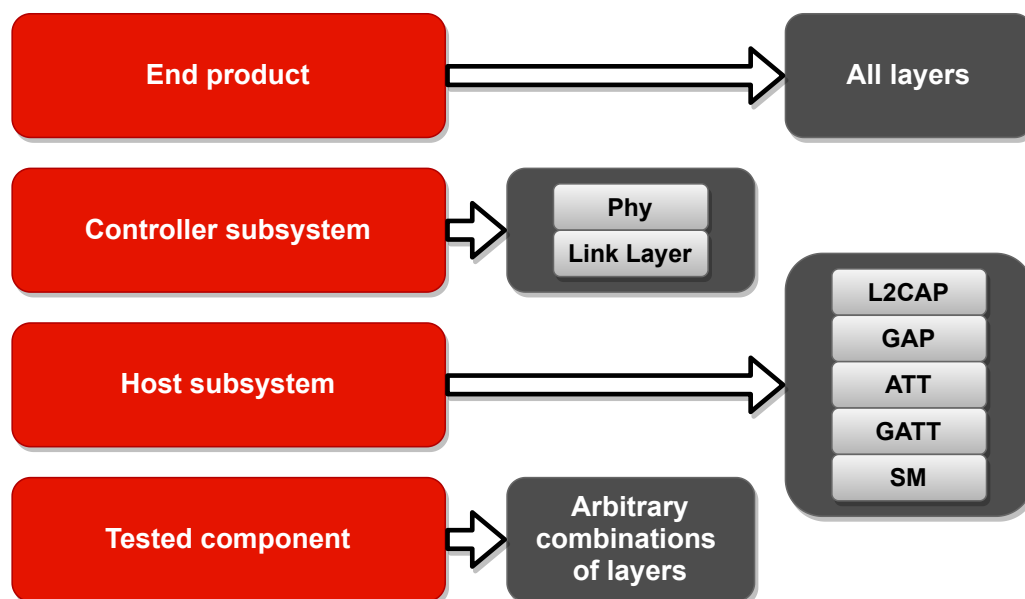 End product
All layers
Controller subsystem
Phy
Link Layer
Host subsystem
L2CAP
GAP
ATT
GATT
SM
Tested component
Arbitrary
combinations
of layers